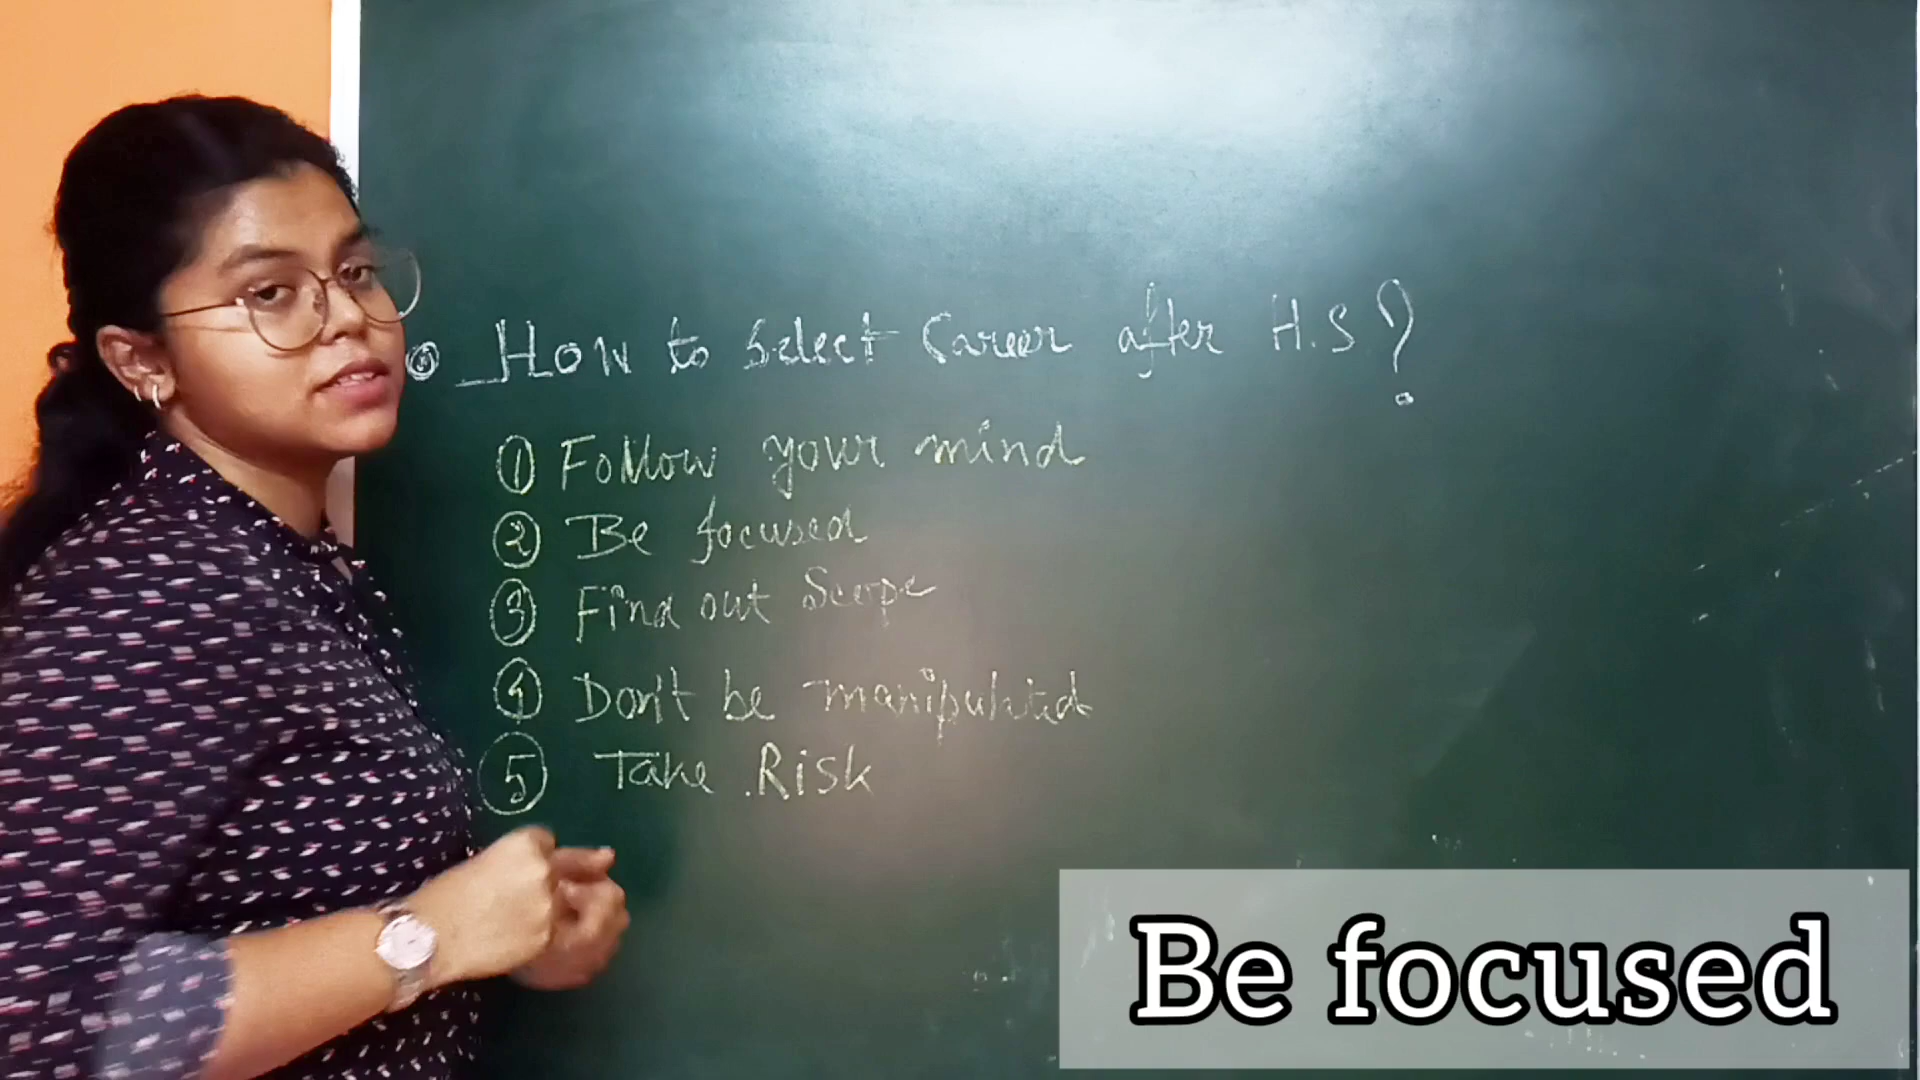 How to Select Career after H.S?
① Follow your mind
② Be focused
③ Find out Scope
④ Don't be manipulated
⑤ Take Risk
Be focused